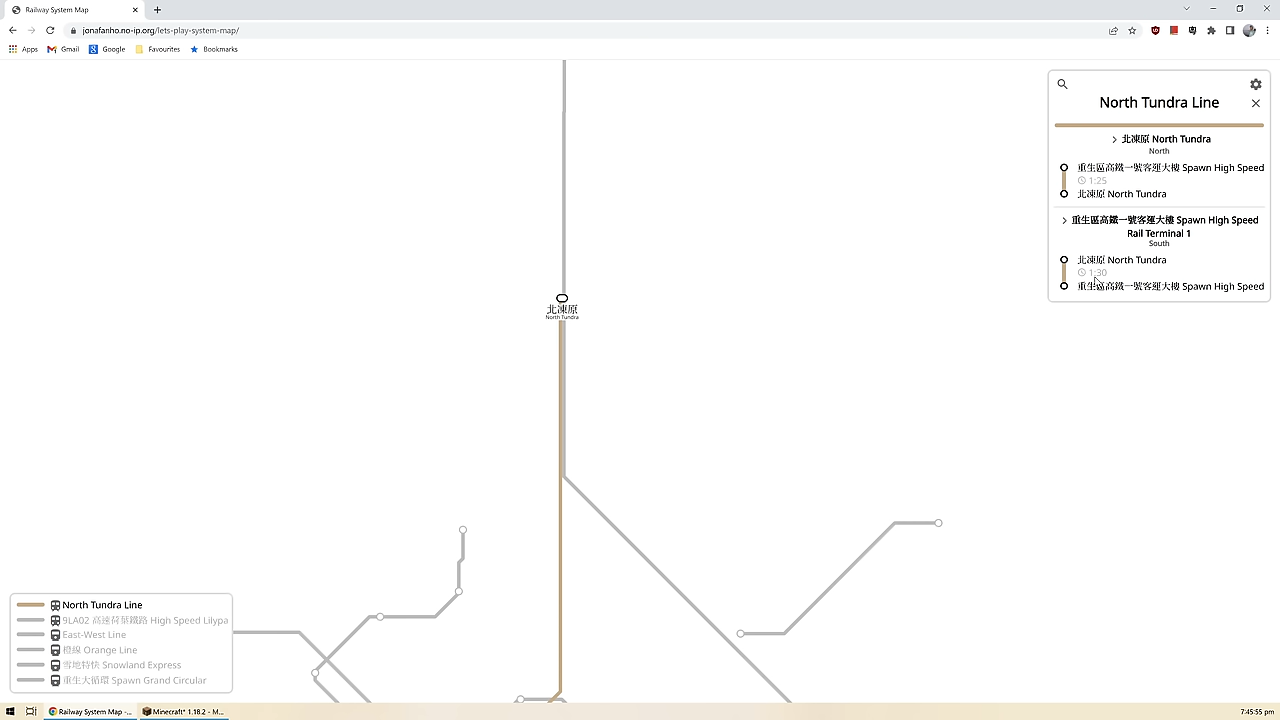 Railway System Map
jonafanho.no-ip.org/lets-play-system-map/
Apps
Gmail
Google
Favourites
Bookmarks
North Tundra Line
北凍原 North Tundra
North
重生區高鐵一號客運大樓 Spawn High Speed
1:25
北凍原 North Tundra
重生區高鐵一號客運大樓 Spawn High Speed
Rail Terminal 1
South
北凍原 North Tundra
1:30
重生區高鐵一號客運大樓 Spawn High Speed
北凍原
North Tundra
North Tundra Line
9LA02 高速荷葉鐵路 High Speed Lilypa
East-West Line
橙線 Orange Line
雪地特快 Snowland Express
重生大循環 Spawn Grand Circular
Railway System Map -...
Minecraft* 1.18.2 - M...
7:45:55 pm